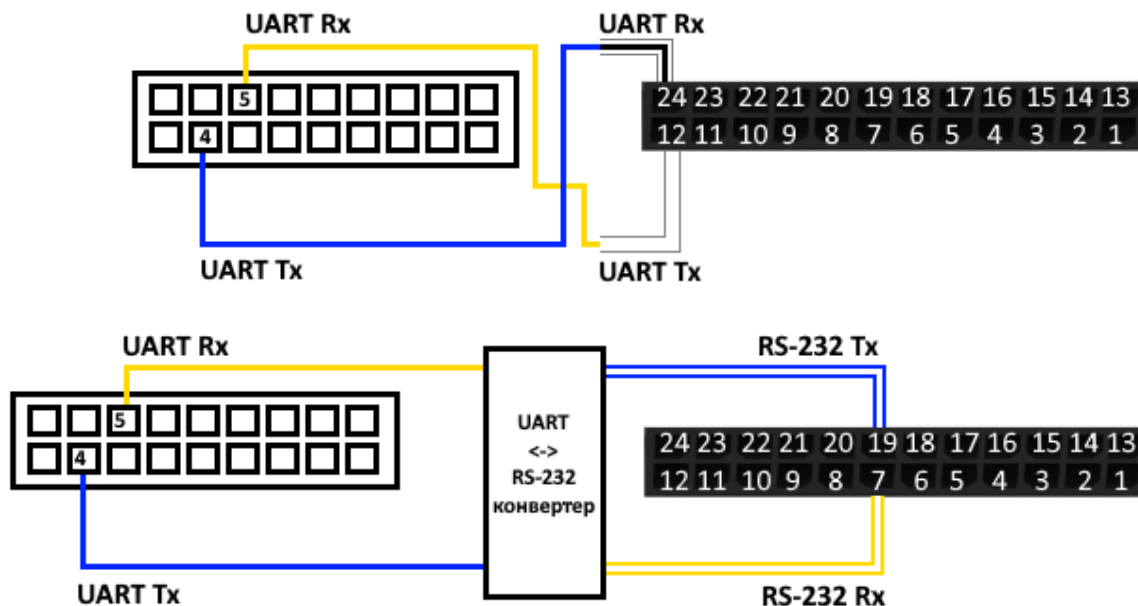 UART Rx
UART Rx
5
24 23 22 21 20 19 18 17 16 15 14 13
4
12 11 10 9 8 7 6 5 4 3 2 1
UART Tx
UART Tx
UART Rx
RS-232 Tx
5
4
UART
<->
RS-232
конвертер
24 23 22 21 20 19 18 17 16 15 14 13
12 11 10 9 8 7 6 5 4 3 2 1
UART Tx
RS-232 Rx